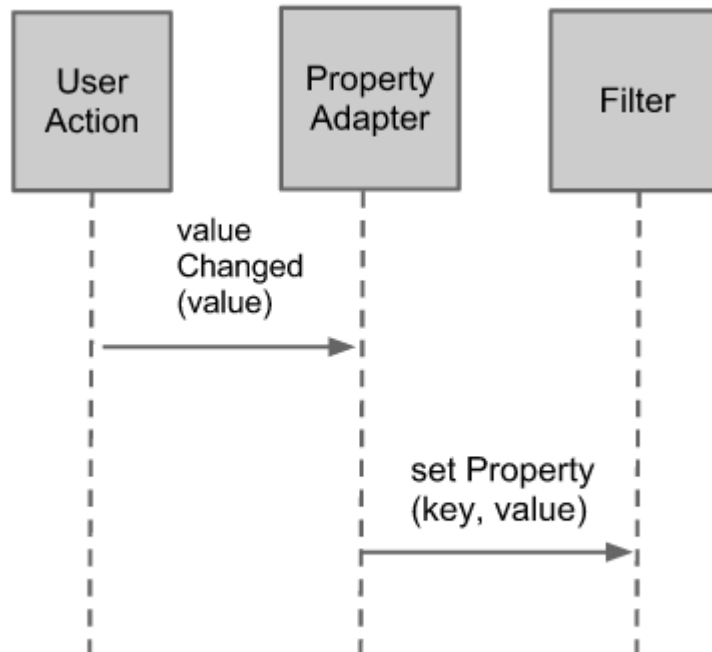 User
Action
Property
Adapter
Filter
value
Changed
(value)
set Property
(key, value)